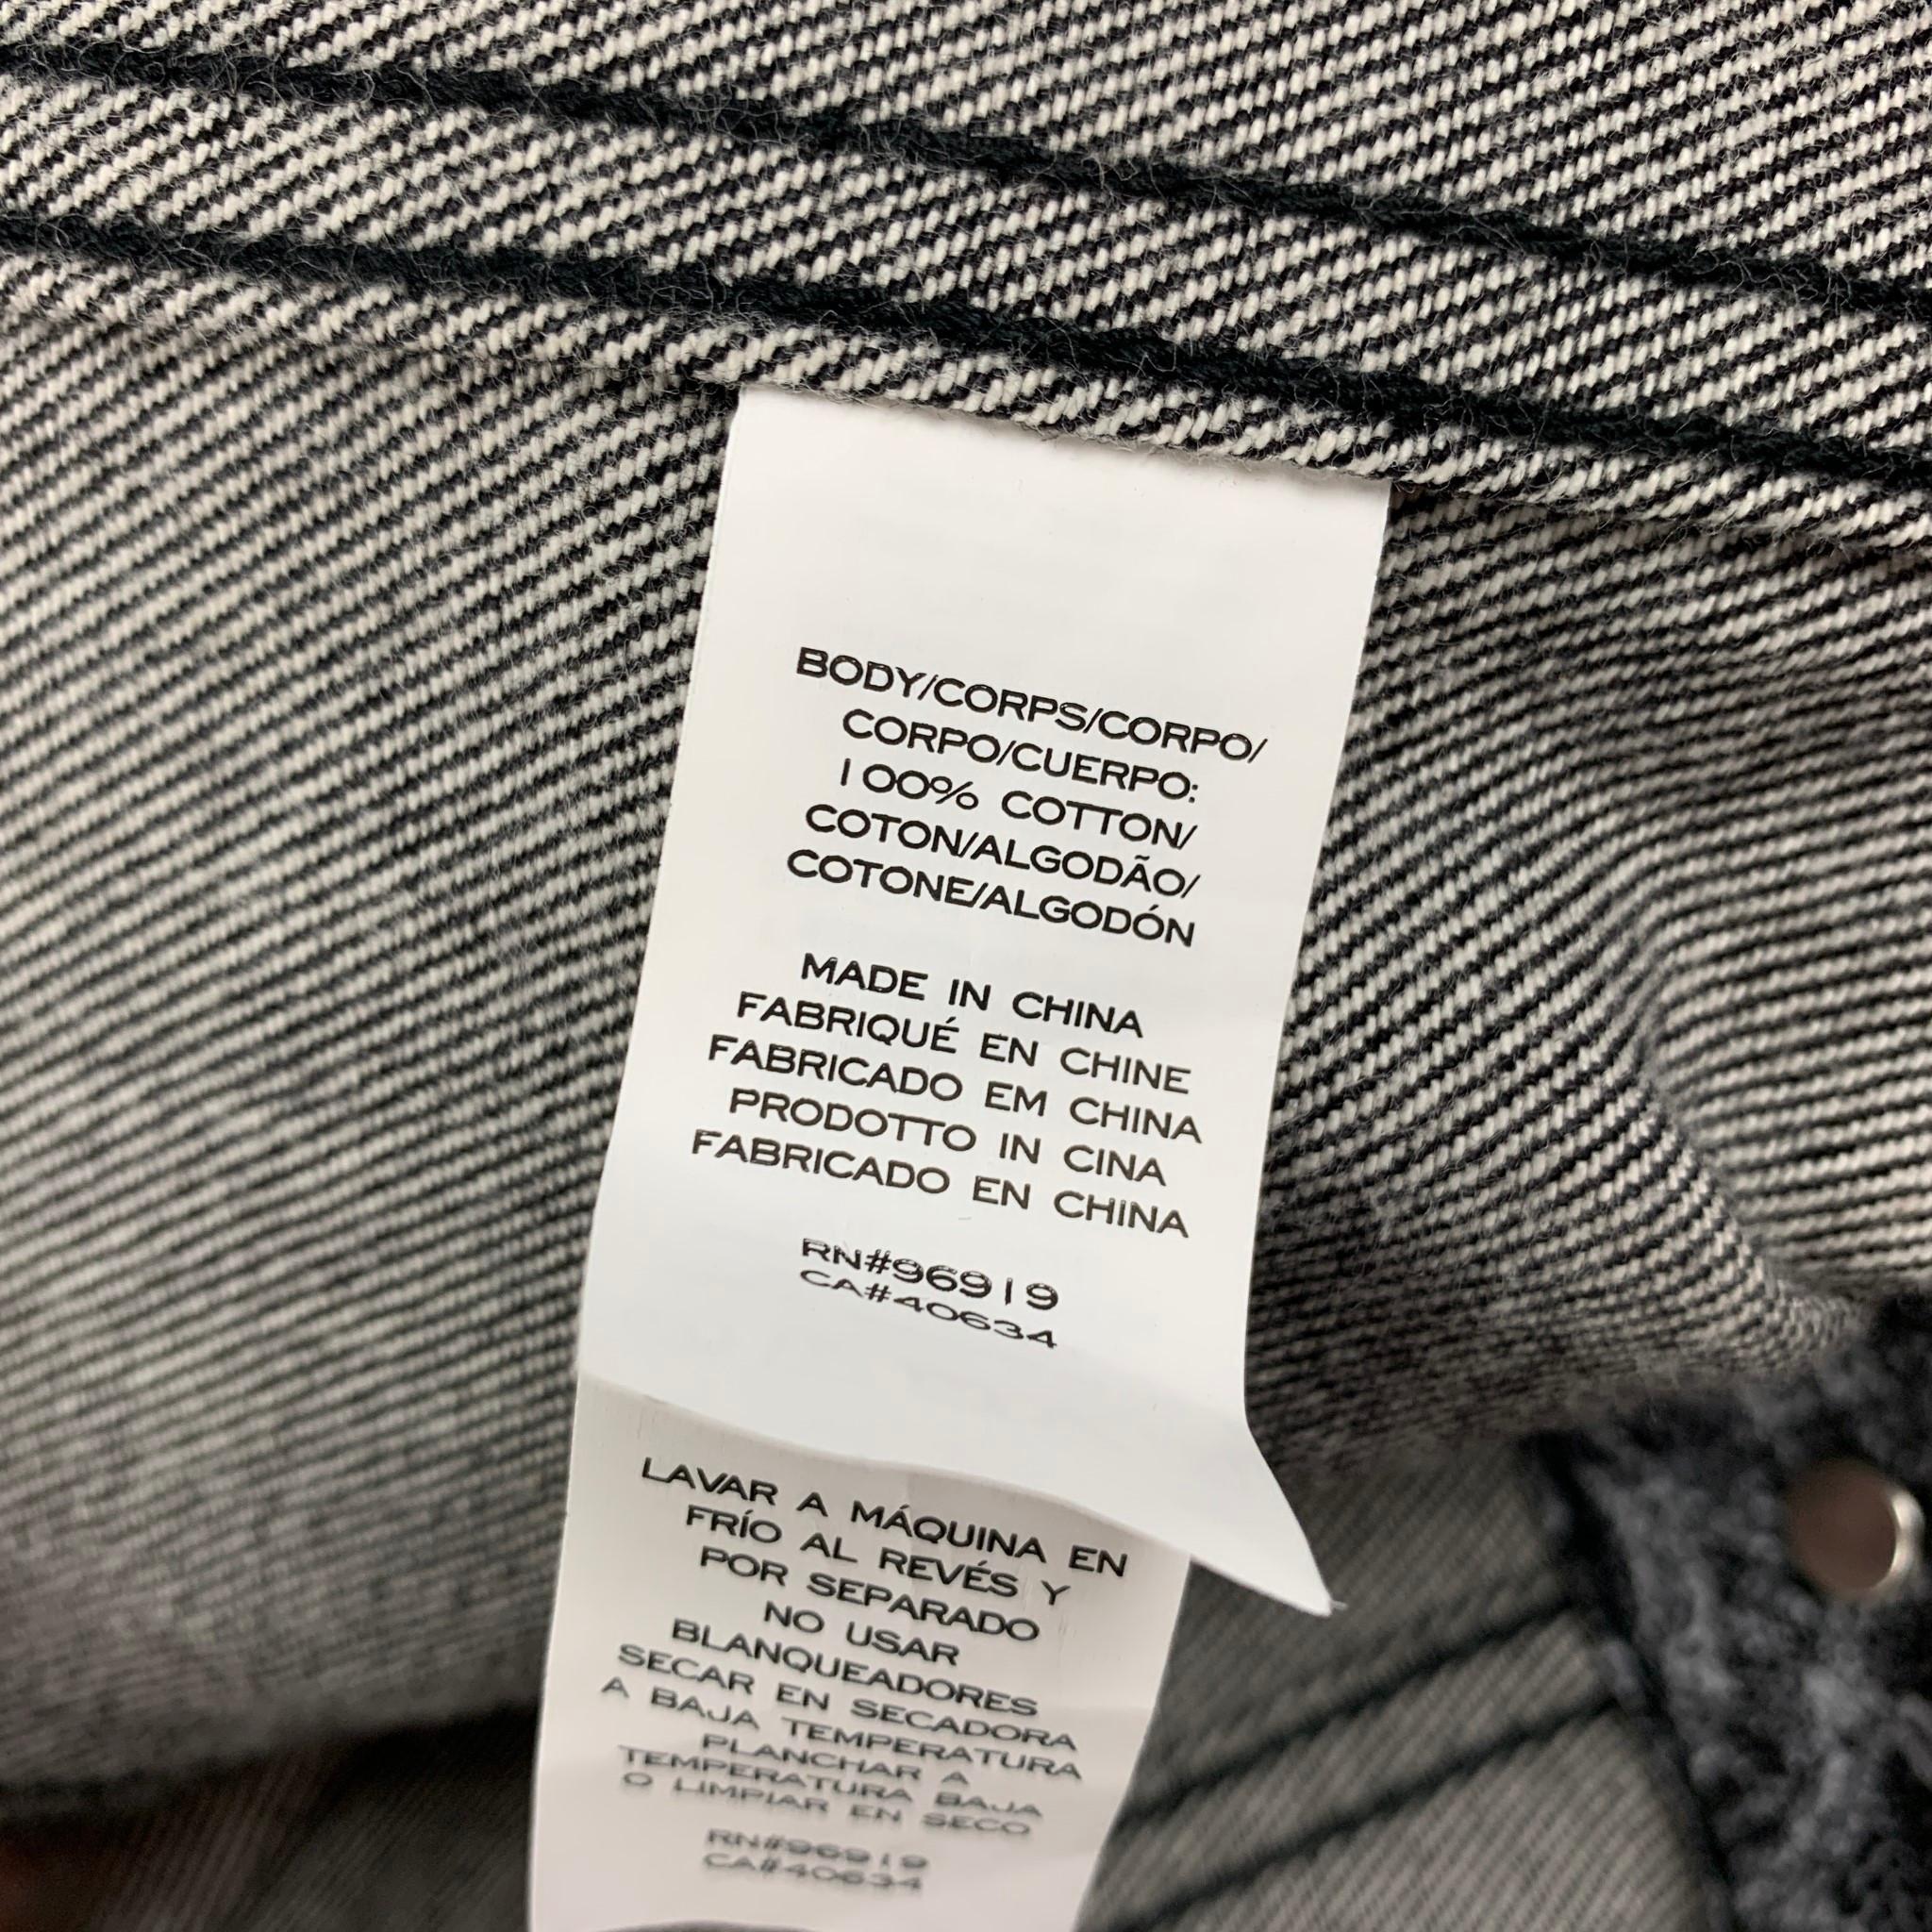 BODY/CORPS/CORPO/
CORPO/CUERPO:
100% COTTON/
COTON/ALGODÃO/
COTONE/ALGODÓN
MADE IN CHINA
FABRIQUÉ EN CHINE
FABRICADO EM CHINA
PRODOTTO IN CINA
FABRICADO EN CHINA
RN#96919
CA#40634
LAVAR A MÁQUINA EN
FRÍO AL REVÉS Y
POR SEPARADO
NO USAR
BLANQUEADORES
SECAR EN SECADORA
A BAJA TEMPERATURA
PLANCHAR A
TEMPERATURA BAJA
O LIMPIAR EN SECO
RN#96919
CA#40634